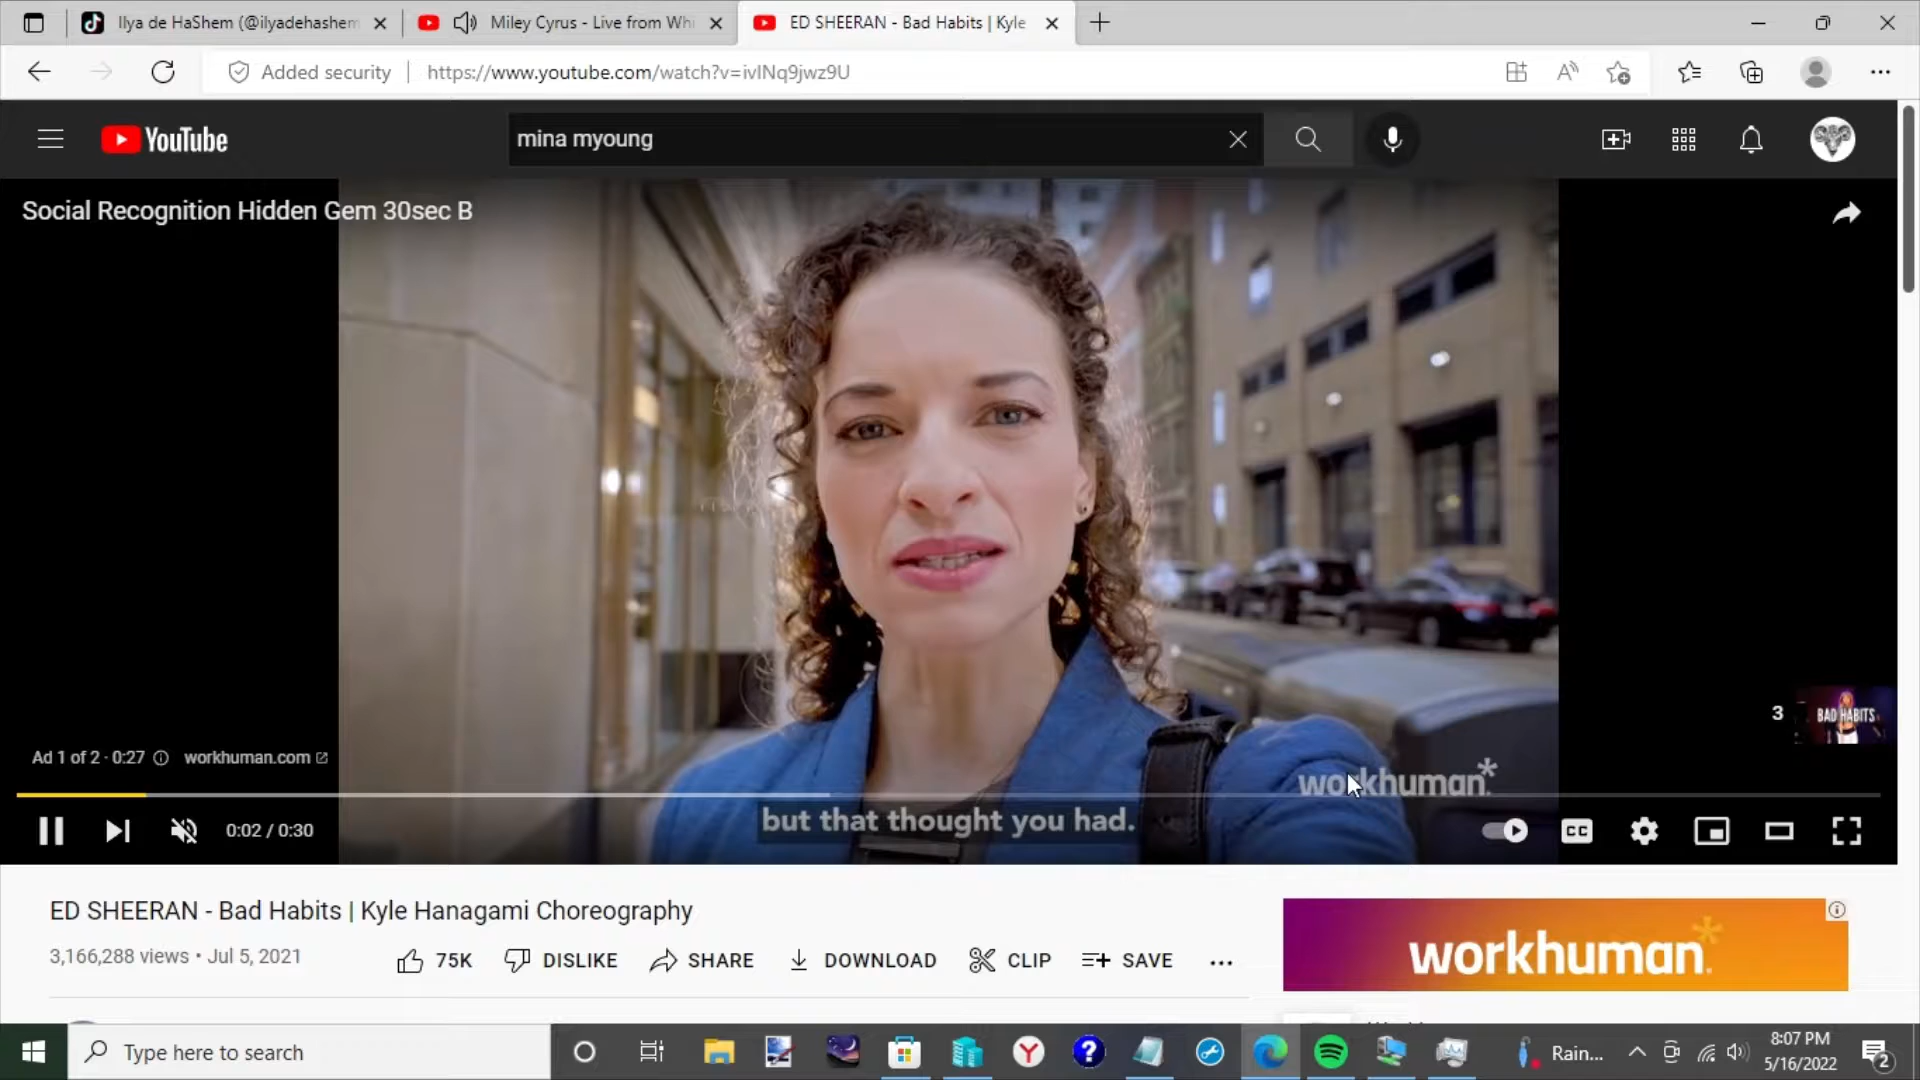 Ilya de HaShem (@ilyadehashem
Miley Cyrus - Live from Whi
ED SHEERAN - Bad Habits | Kyle
Added security
https://www.youtube.com/watch?v=ivINq9jwz9U
YouTube
mina myoung
Social Recognition Hidden Gem 30sec B
3
BAD HABITS
Ad 1 of 2 · 0:27
workhuman.com
workhuman*
but that thought you had.
0:02 / 0:30
CC
ED SHEERAN - Bad Habits | Kyle Hanagami Choreography
3,166,288 views • Jul 5, 2021
75K
DISLIKE
SHARE
DOWNLOAD
CLIP
SAVE
workhuman*
Type here to search
Rain...
8:07 PM
5/16/2022
2